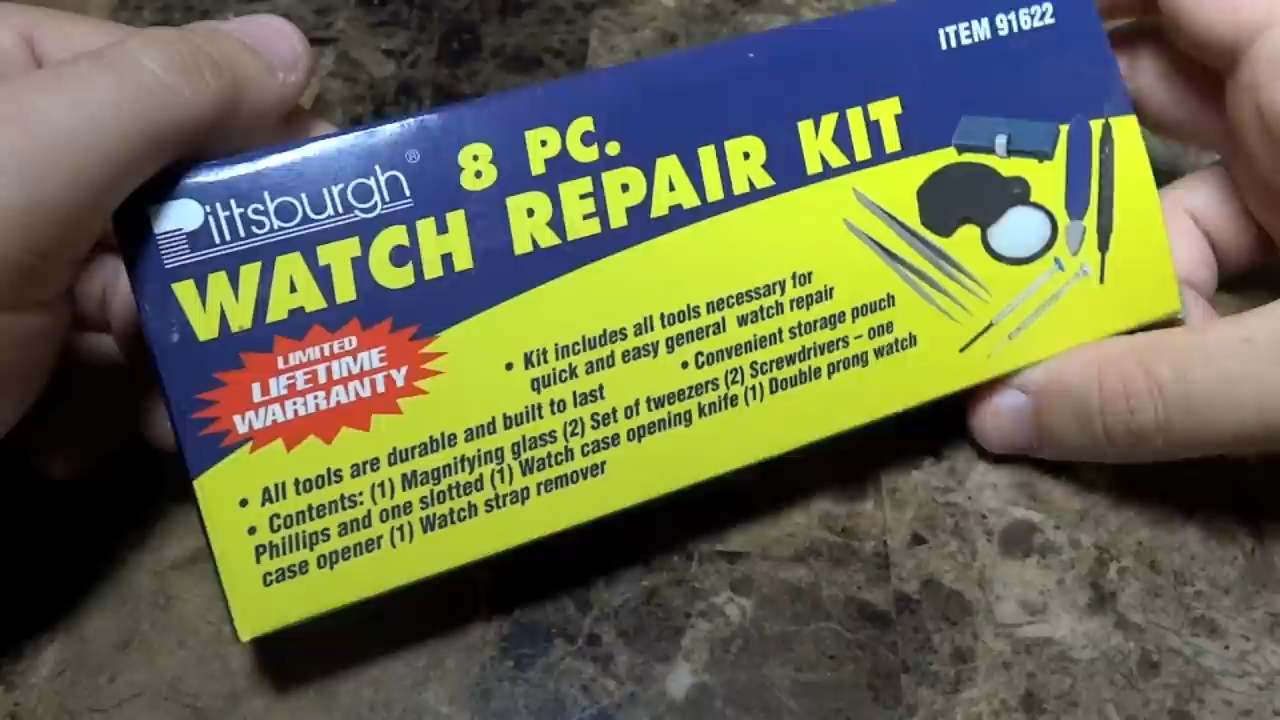 ITEM 91622
Pittsburgh®
8 PC.
WATCH REPAIR KIT
LIMITED
LIFETIME
WARRANTY
• Kit includes all tools necessary for
quick and easy general watch repair
• All tools are durable and built to last
• Convenient storage pouch
• Contents: (1) Magnifying glass (2) Set of tweezers (2) Screwdrivers – one
Phillips and one slotted (1) Watch case opening knife (1) Double prong watch
case opener (1) Watch strap remover